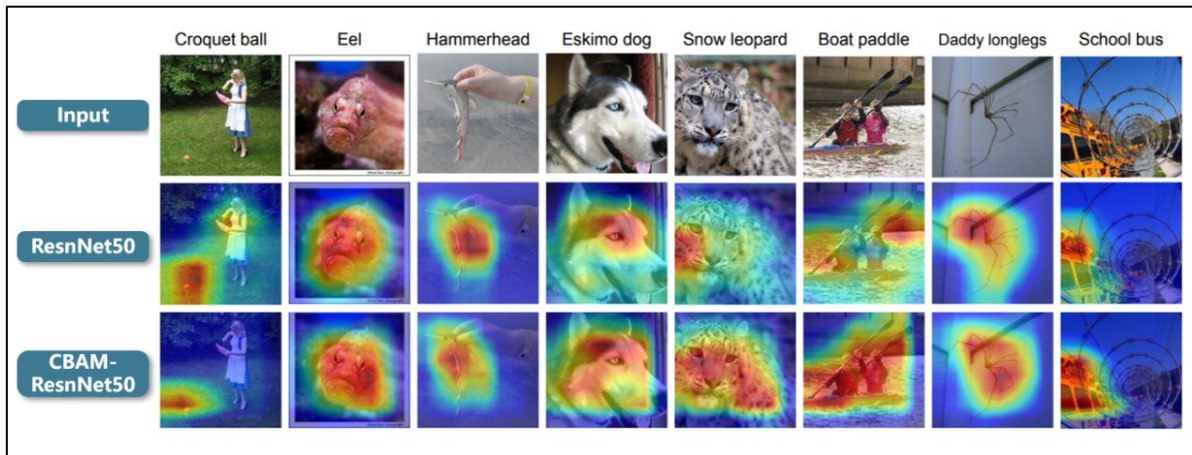 Croquet ball Eel Hammerhead Eskimo dog Snow leopard Boat paddle Daddy longlegs School bus
Input
ResnNet50
CBAM-
ResnNet50